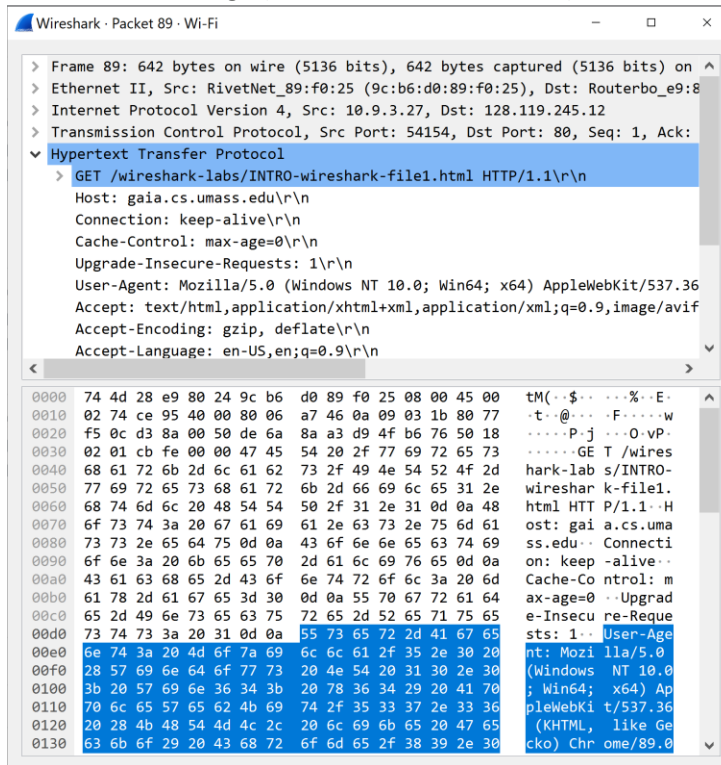 Wireshark · Packet 89 · Wi-Fi
> Frame 89: 642 bytes on wire (5136 bits), 642 bytes captured (5136 bits) on
> Ethernet II, Src: RivetNet_89:f0:25 (9c:b6:d0:89:f0:25), Dst: Routerbo_e9:8
> Internet Protocol Version 4, Src: 10.9.3.27, Dst: 128.119.245.12
> Transmission Control Protocol, Src Port: 54154, Dst Port: 80, Seq: 1, Ack:
Hypertext Transfer Protocol
> GET /wireshark-labs/INTRO-wireshark-file1.html HTTP/1.1\r\n
Host: gaia.cs.umass.edu\r\n
Connection: keep-alive\r\n
Cache-Control: max-age=0\r\n
Upgrade-Insecure-Requests: 1\r\n
User-Agent: Mozilla/5.0 (Windows NT 10.0; Win64; x64) AppleWebKit/537.36
Accept: text/html,application/xhtml+xml,application/xml;q=0.9,image/avif
Accept-Encoding: gzip, deflate\r\n
Accept-Language: en-US,en;q=0.9\r\n
0000 74 4d 28 e9 80 24 9c b6 d0 89 f0 25 08 00 45 00 tM(··$·· ···%··E·
0010 02 74 ce 95 40 00 80 06 a7 46 0a 09 03 1b 80 77 ·t··@··· ·F·····w
0020 f5 0c d3 8a 00 50 de 6a 8a a3 d9 4f b6 76 50 18 ·····P·j ···O·vP·
0030 02 01 cb fe 00 00 47 45 54 20 2f 77 69 72 65 73 ······GE T /wires
0040 68 61 72 6b 2d 6c 61 62 73 2f 49 4e 54 52 4f 2d hark-lab s/INTRO-
0050 77 69 72 65 73 68 61 72 6b 2d 66 69 6c 65 31 2e wireshar k-file1.
0060 68 74 6d 6c 20 48 54 54 50 2f 31 2e 31 0d 0a 48 html HTT P/1.1··H
0070 6f 73 74 3a 20 67 61 69 61 2e 63 73 2e 75 6d 61 ost: gai a.cs.uma
0080 73 73 2e 65 64 75 0d 0a 43 6f 6e 6e 65 63 74 69 ss.edu·· Connecti
0090 6f 6e 3a 20 6b 65 65 70 2d 61 6c 69 76 65 0d 0a on: keep -alive··
00a0 43 61 63 68 65 2d 43 6f 6e 74 72 6f 6c 3a 20 6d Cache-Co ntrol: m
00b0 61 78 2d 61 67 65 3d 30 0d 0a 55 70 67 72 61 64 ax-age=0 ··Upgrad
00c0 65 2d 49 6e 73 65 63 75 72 65 2d 52 65 71 75 65 e-Insecu re-Reque
00d0 73 74 73 3a 20 31 0d 0a 55 73 65 72 2d 41 67 65 sts: 1·· User-Age
00e0 6e 74 3a 20 4d 6f 7a 69 6c 6c 61 2f 35 2e 30 20 nt: Mozi lla/5.0
00f0 28 57 69 6e 64 6f 77 73 20 4e 54 20 31 30 2e 30 (Windows NT 10.0
0100 3b 20 57 69 6e 36 34 3b 20 78 36 34 29 20 41 70 ; Win64; x64) Ap
0110 70 6c 65 57 65 62 4b 69 74 2f 35 33 37 2e 33 36 pleWebKi t/537.36
0120 20 28 4b 48 54 4d 4c 2c 20 6c 69 6b 65 20 47 65 (KHTML, like Ge
0130 63 6b 6f 29 20 43 68 72 6f 6d 65 2f 38 39 2e 30 cko) Chr ome/89.0